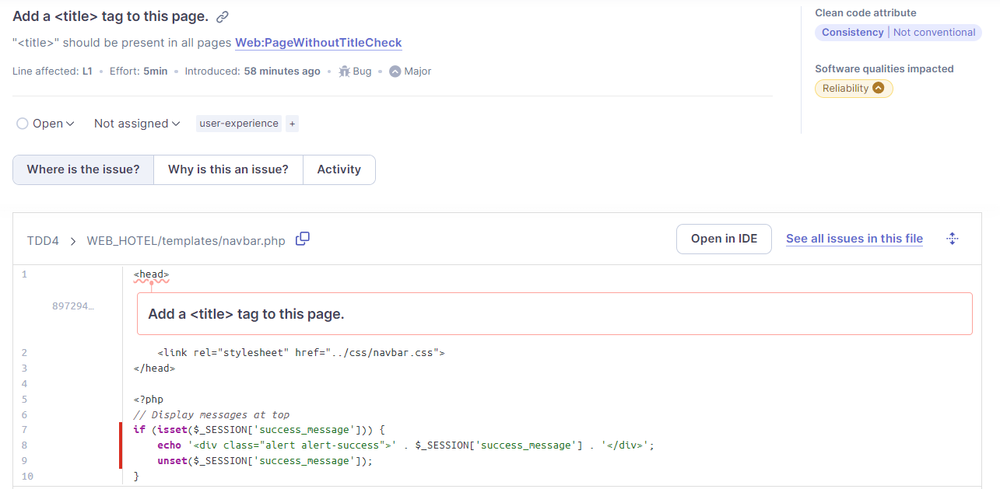 Add a <title> tag to this page.
"<title>" should be present in all pages Web:PageWithoutTitleCheck
Line affected: L1 • Effort: 5min • Introduced: 58 minutes ago • Bug • Major
Clean code attribute
Consistency | Not conventional
Software qualities impacted
Reliability
Open Not assigned user-experience +
Where is the issue? Why is this an issue? Activity
TDD4 > WEB_HOTEL/templates/navbar.php Open in IDE See all issues in this file
1 <head>
897294…
Add a <title> tag to this page.
2     <link rel="stylesheet" href="../css/navbar.css">
3 </head>
4
5 <?php
6 // Display messages at top
7 if (isset($_SESSION['success_message'])) {
8     echo '<div class="alert alert-success">' . $_SESSION['success_message'] . '</div>';
9     unset($_SESSION['success_message']);
10 }